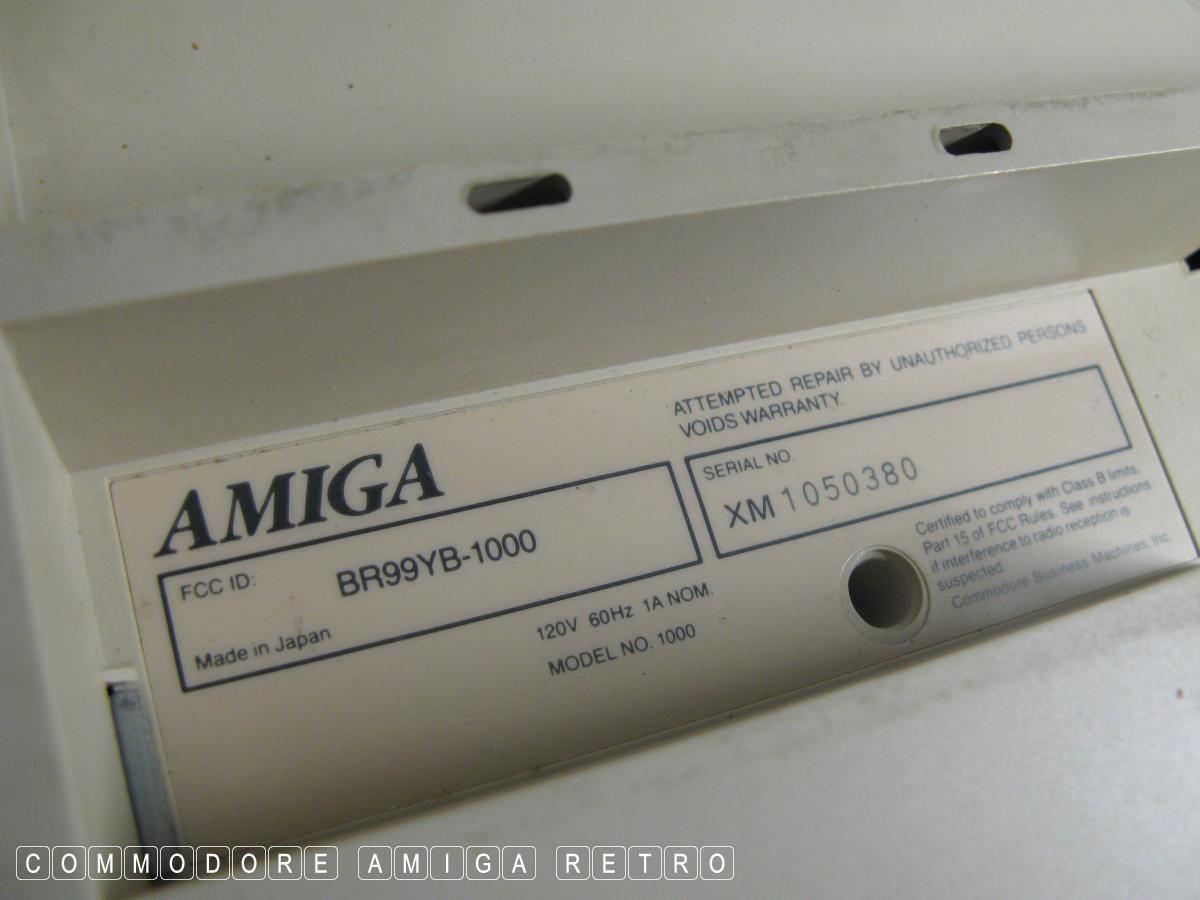 AMIGA
FCC ID: BR99YB-1000
Made in Japan
120V 60Hz 1A NOM.
MODEL NO. 1000
ATTEMPTED REPAIR BY UNAUTHORIZED PERSONS
VOIDS WARRANTY.
SERIAL NO.
XM1050380
Certified to comply with Class B limits,
Part 15 of FCC Rules. See instructions
if interference to radio reception is
suspected.
Commodore Business Machines, Inc.
COMMODORE AMIGA RETRO